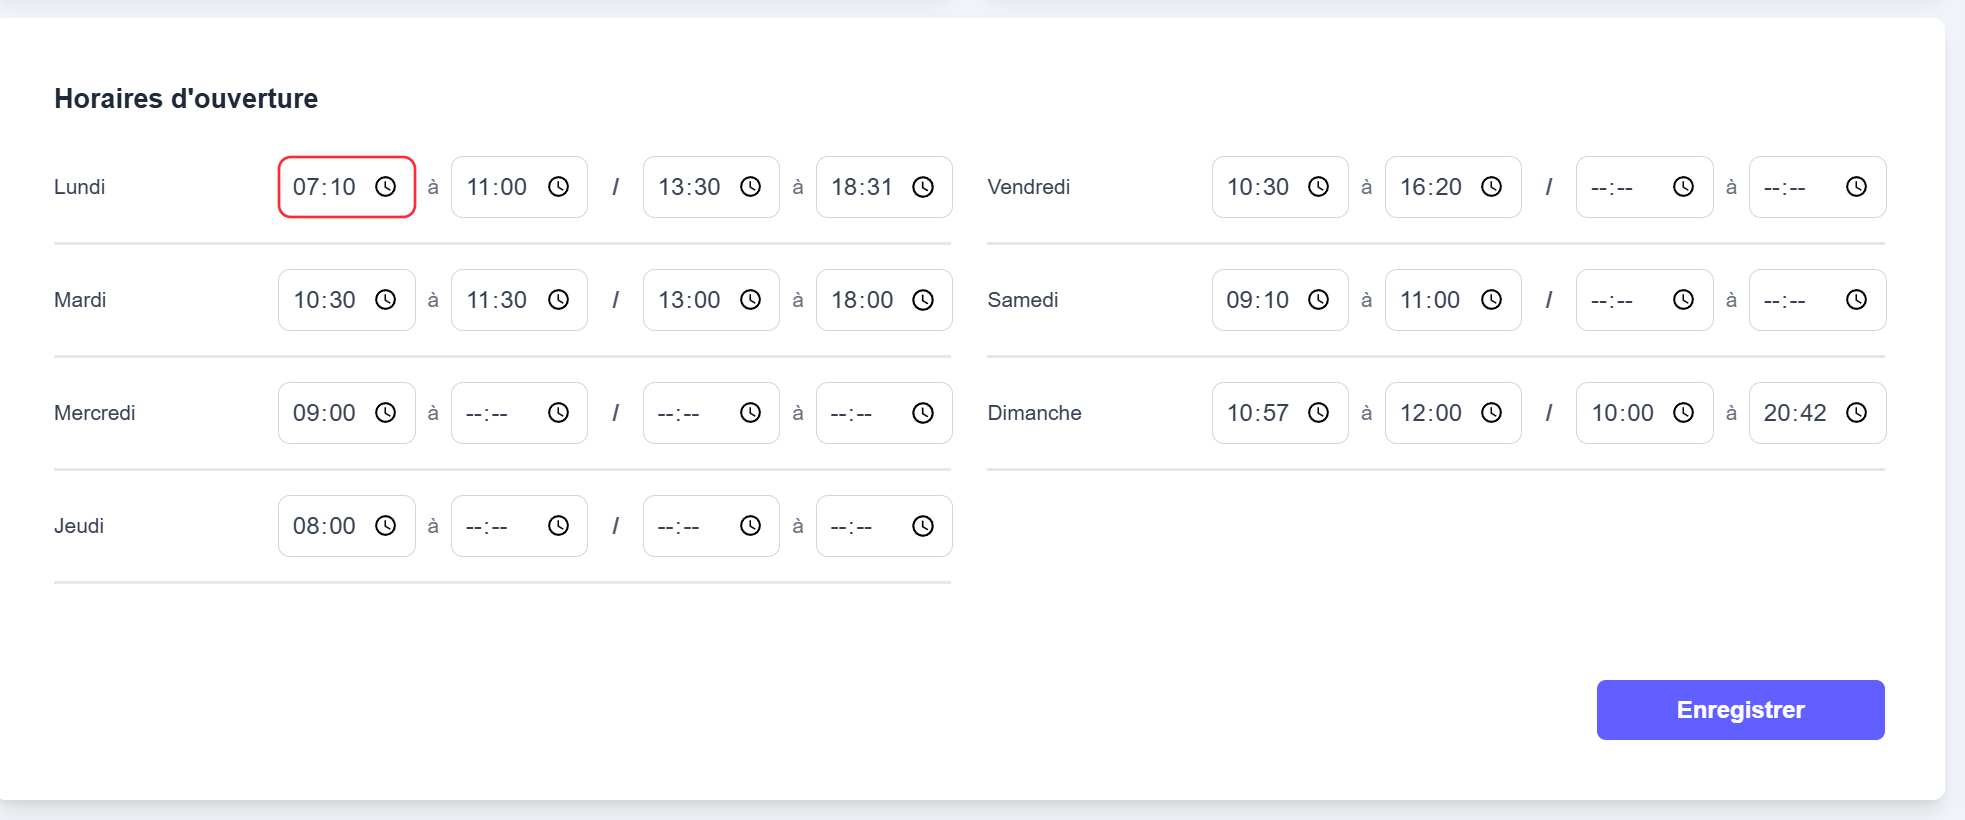 Horaires d'ouverture
Lundi 07:10 à 11:00 / 13:30 à 18:31
Mardi 10:30 à 11:30 / 13:00 à 18:00
Mercredi 09:00 à --:-- / --:-- à --:--
Jeudi 08:00 à --:-- / --:-- à --:--
Vendredi 10:30 à 16:20 / --:-- à --:--
Samedi 09:10 à 11:00 / --:-- à --:--
Dimanche 10:57 à 12:00 / 10:00 à 20:42
Enregistrer